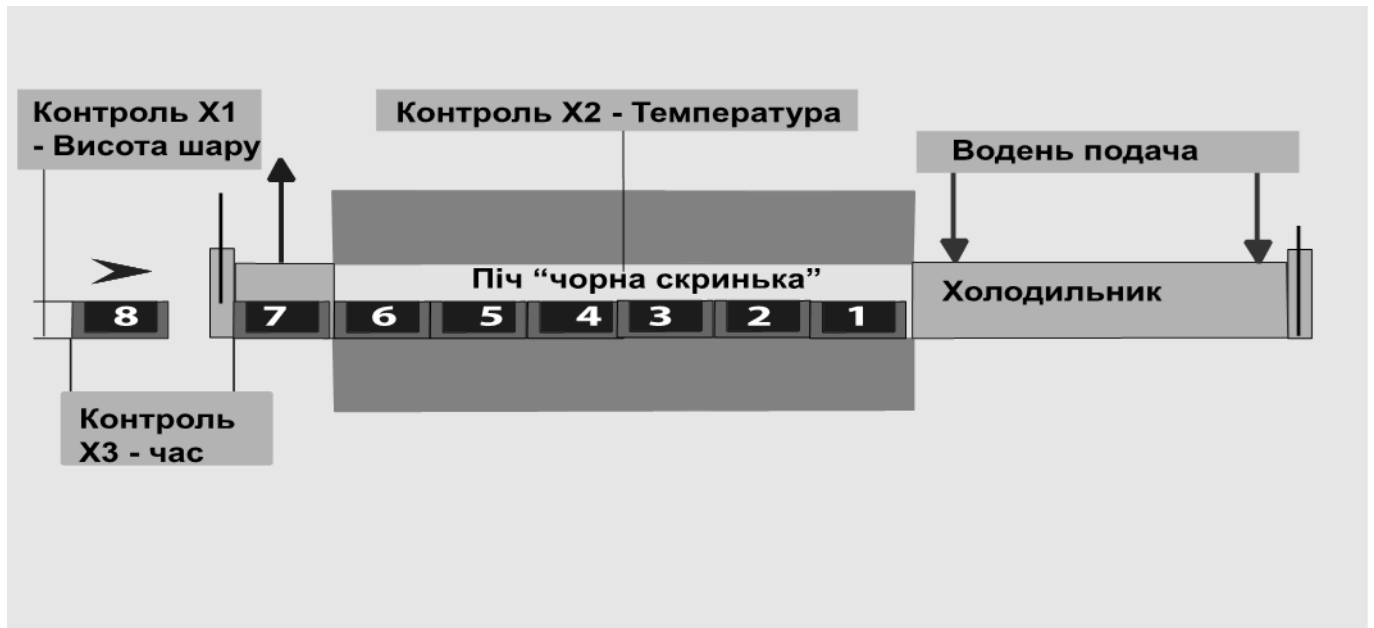 Контроль X1
- Висота шару
Контроль X2 - Температура
Водень подача
Піч “чорна скринька”
Холодильник
8
7
6
5
4
3
2
1
Контроль
X3 - час